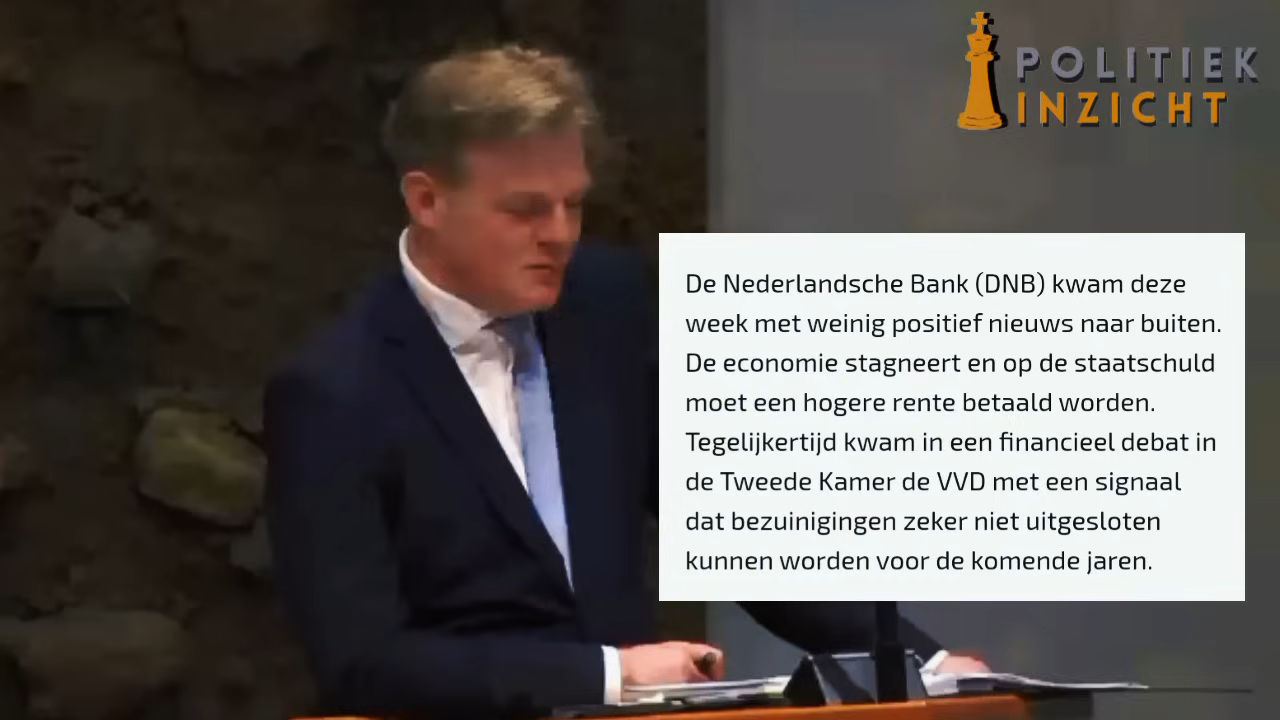 POLITIEK
INZICHT
De Nederlandsche Bank (DNB) kwam deze
week met weinig positief nieuws naar buiten.
De economie stagneert en op de staatschuld
moet een hogere rente betaald worden.
Tegelijkertijd kwam in een financieel debat in
de Tweede Kamer de VVD met een signaal
dat bezuinigingen zeker niet uitgesloten
kunnen worden voor de komende jaren.